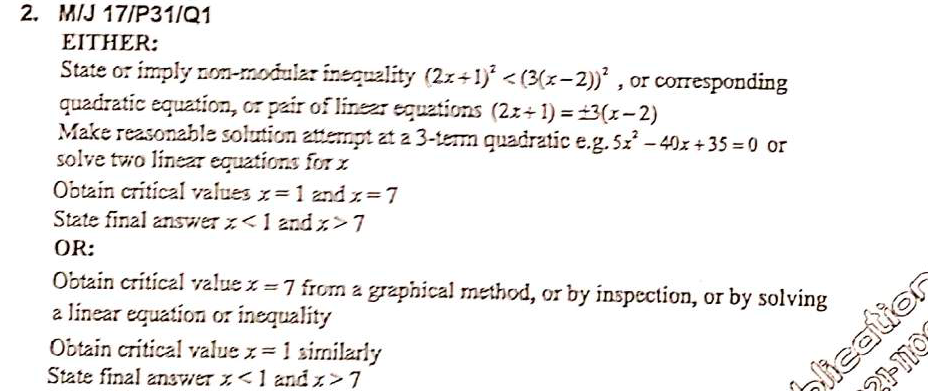 2. M/J 17/P31/Q1
EITHER:
State or imply non-modular inequality (2x+1)² < (3(x−2))² , or corresponding
quadratic equation, or pair of linear equations (2x+1) = ±3(x−2)
Make reasonable solution attempt at a 3-term quadratic e.g. 5x² − 40x + 35 = 0 or
solve two linear equations for x
Obtain critical values x = 1 and x = 7
State final answer x < 1 and x > 7
OR:
Obtain critical value x = 7 from a graphical method, or by inspection, or by solving
a linear equation or inequality
Obtain critical value x = 1 similarly
State final answer x < 1 and x > 7